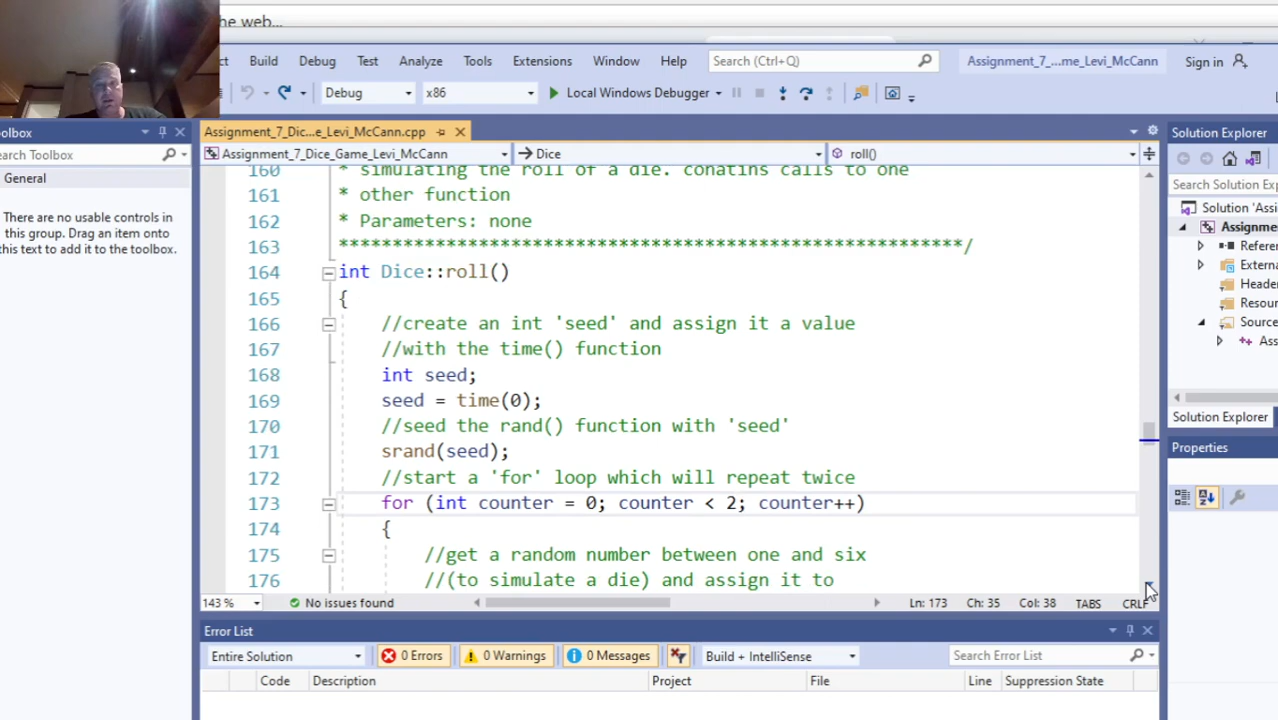 he web...
ct Build Debug Test Analyze Tools Extensions Window Help Search (Ctrl+Q) Assignment_7_...me_Levi_McCann Sign in
Debug x86 Local Windows Debugger
oolbox
earch Toolbox
General
There are no usable controls in
this group. Drag an item onto
this text to add it to the toolbox.
Assignment_7_Dic...e_Levi_McCann.cpp
Assignment_7_Dice_Game_Levi_McCann Dice roll()
160 * simulating the roll of a die. conatins calls to one
161 * other function
162 * Parameters: none
163 **********************************************************/
164 int Dice::roll()
165 {
166 //create an int 'seed' and assign it a value
167 //with the time() function
168 int seed;
169 seed = time(0);
170 //seed the rand() function with 'seed'
171 srand(seed);
172 //start a 'for' loop which will repeat twice
173 for (int counter = 0; counter < 2; counter++)
174 {
175 //get a random number between one and six
176 //(to simulate a die) and assign it to
143 % No issues found Ln: 173 Ch: 35 Col: 38 TABS CRLF
Error List
Entire Solution 0 Errors 0 Warnings 0 Messages Build + IntelliSense Search Error List
Code Description Project File Line Suppression State
Solution Explorer
Search Solution Exp
Solution 'Assi
Assignme
Refere
Externa
Heade
Resou
Source
Ass
Solution Explorer
Properties